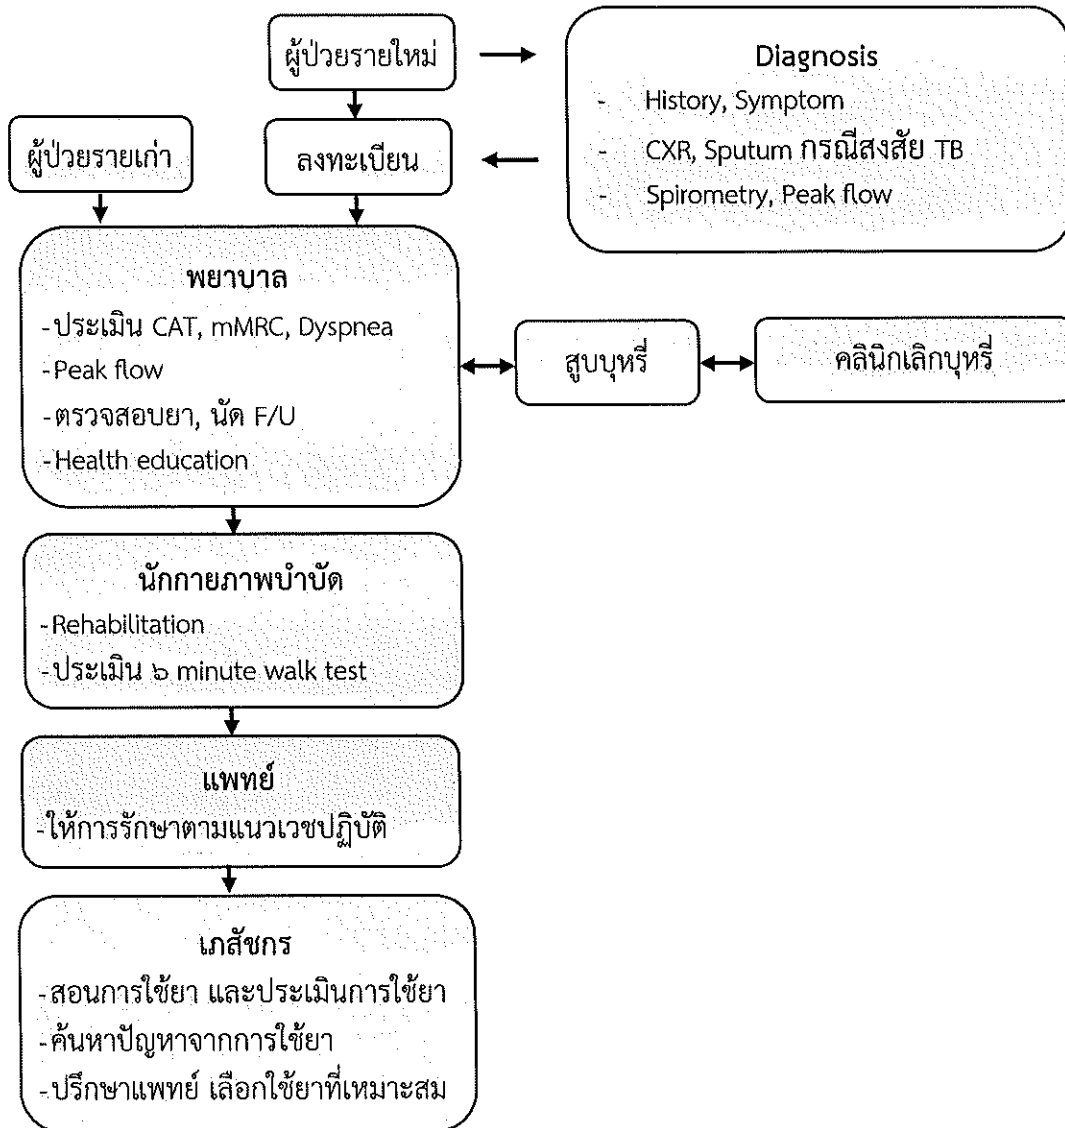 ผู้ป่วยรายใหม่
Diagnosis
- History, Symptom
- CXR, Sputum กรณีสงสัย TB
- Spirometry, Peak flow
ผู้ป่วยรายเก่า
ลงทะเบียน
พยาบาล
-ประเมิน CAT, mMRC, Dyspnea
-Peak flow
-ตรวจสอบยา, นัด F/U
-Health education
สูบบุหรี่
คลินิกเลิกบุหรี่
นักกายภาพบำบัด
-Rehabilitation
-ประเมิน ๖ minute walk test
แพทย์
-ให้การรักษาตามแนวเวชปฏิบัติ
เภสัชกร
-สอนการใช้ยา และประเมินการใช้ยา
-ค้นหาปัญหาจากการใช้ยา
-ปรึกษาแพทย์ เลือกใช้ยาที่เหมาะสม